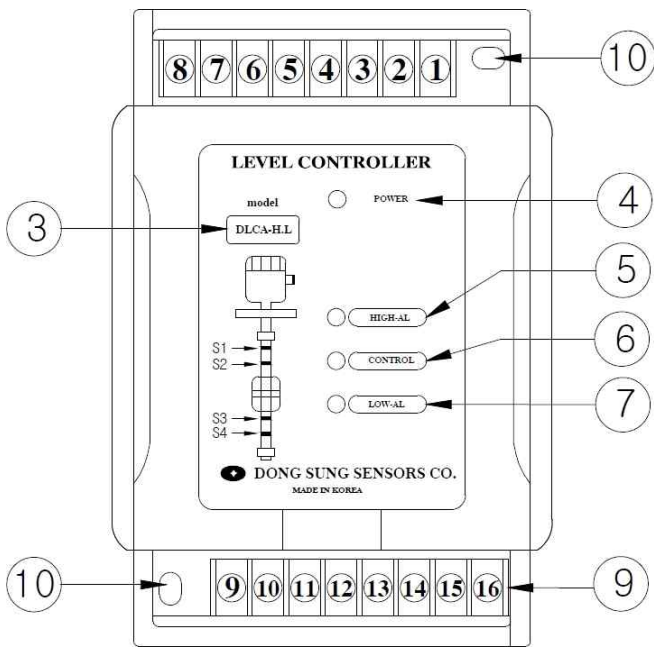 8 7 6 5 4 3 2 1
10
LEVEL CONTROLLER
model
POWER
4
3
DLCA-H.L
5
HIGH-AL
6
S1
CONTROL
S2
7
LOW-AL
S3
S4
DONG SUNG SENSORS CO.
MADE IN KOREA
10
9 10 11 12 13 14 15 16
9